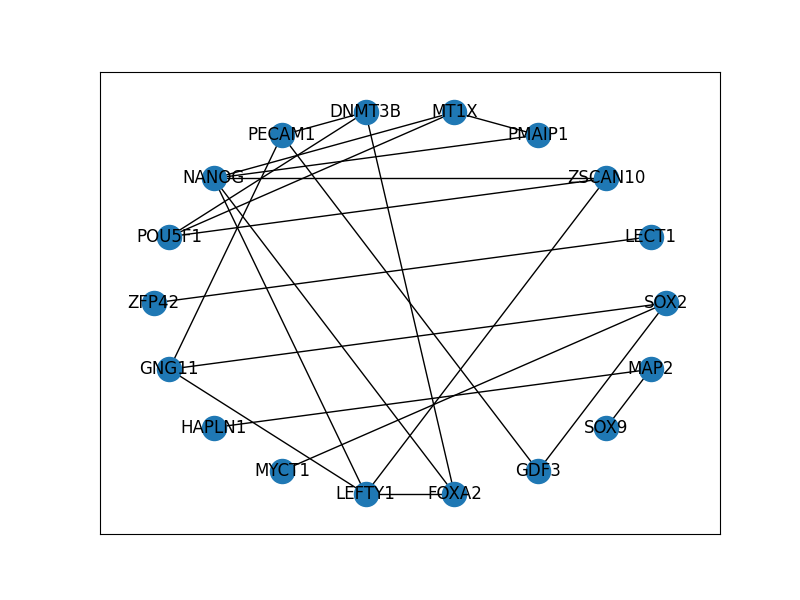 DNMT3B MT1X
PECAM1 PMAIP1
NANOG ZSCAN10
POU5F1 LECT1
ZFP42 SOX2
GNG11 MAP2
HAPLN1 SOX9
MYCT1 GDF3
LEFTY1 FOXA2